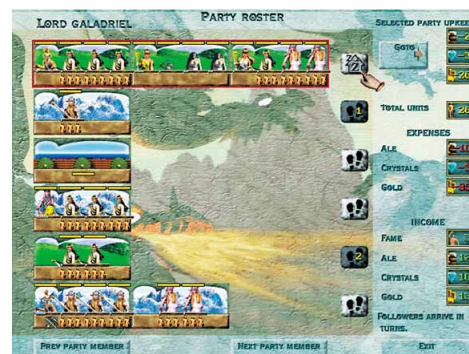 LORD GALADRIEL
PARTY ROSTER
SELECTED PARTY UPKEE
GOTO
TOTAL UNITS
EXPENSES
ALE
CRYSTALS
GOLD
INCOME
FAME
ALE
CRYSTALS
GOLD
FOLLOWERS ARRIVE IN
TURNS.
PREV PARTY MEMBER
NEXT PARTY MEMBER
EXIT